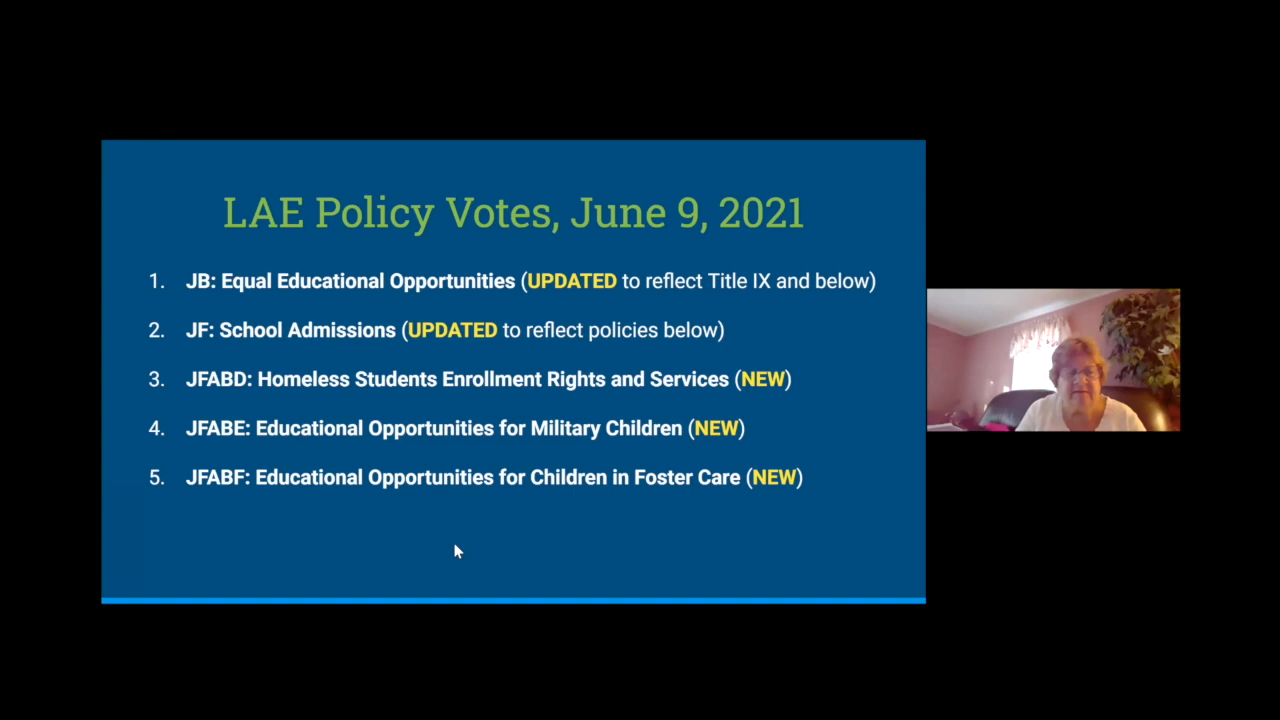 LAE Policy Votes, June 9, 2021
1. JB: Equal Educational Opportunities (UPDATED to reflect Title IX and below)
2. JF: School Admissions (UPDATED to reflect policies below)
3. JFABD: Homeless Students Enrollment Rights and Services (NEW)
4. JFABE: Educational Opportunities for Military Children (NEW)
5. JFABF: Educational Opportunities for Children in Foster Care (NEW)